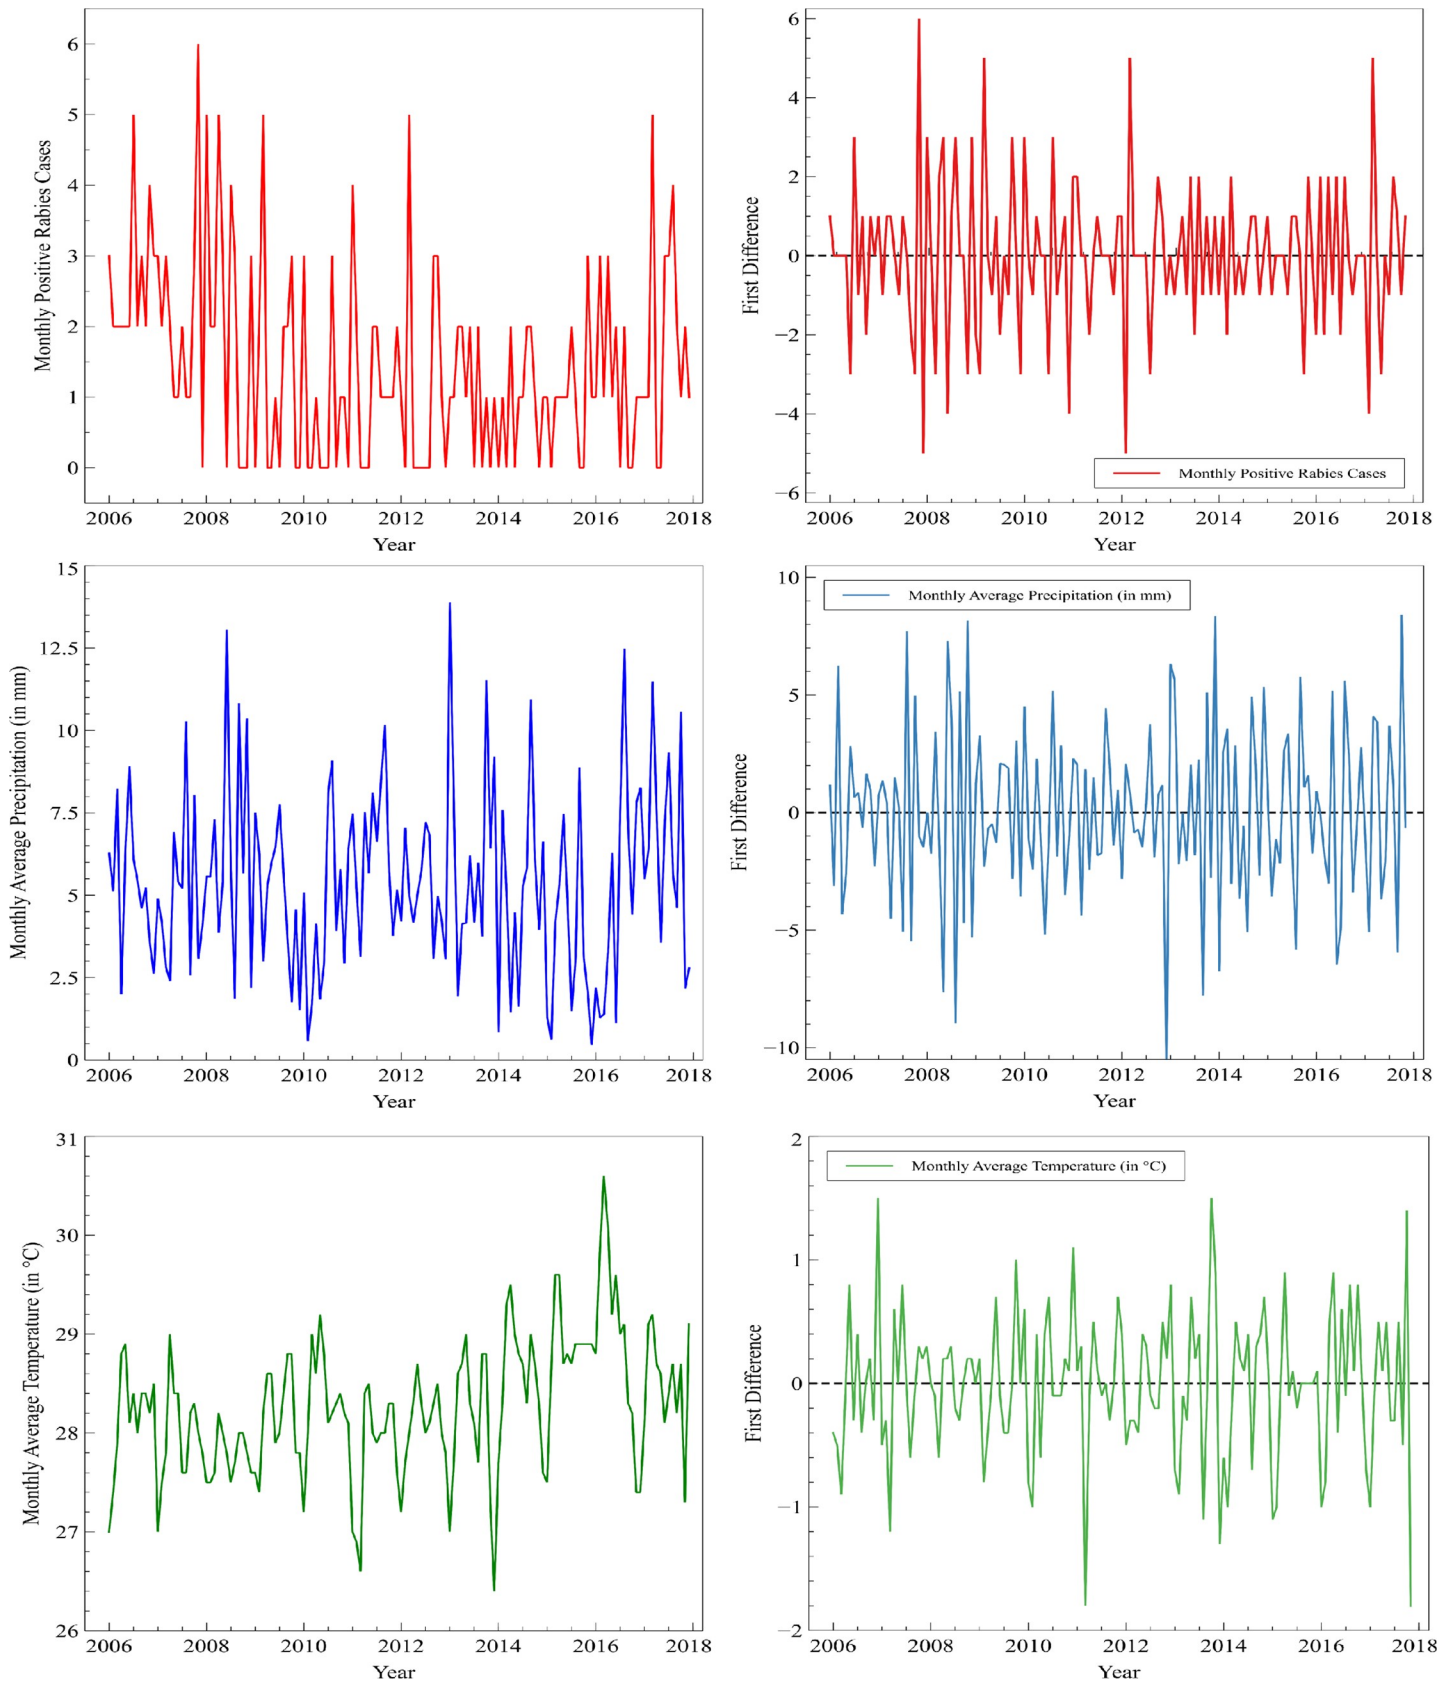 6
5
4
3
2
1
0
Monthly Positive Rabies Cases
2006 2008 2010 2012 2014 2016 2018
Year
6
4
2
0
−2
−4
−6
First Difference
Monthly Positive Rabies Cases
2006 2008 2010 2012 2014 2016 2018
Year
15
12.5
10
7.5
5
2.5
0
Monthly Average Precipitation (in mm)
2006 2008 2010 2012 2014 2016 2018
Year
10
5
0
−5
−10
First Difference
Monthly Average Precipitation (in mm)
2006 2008 2010 2012 2014 2016 2018
Year
31
30
29
28
27
26
Monthly Average Temperature (in °C)
2006 2008 2010 2012 2014 2016 2018
Year
2
1
0
−1
−2
First Difference
Monthly Average Temperature (in °C)
2006 2008 2010 2012 2014 2016 2018
Year